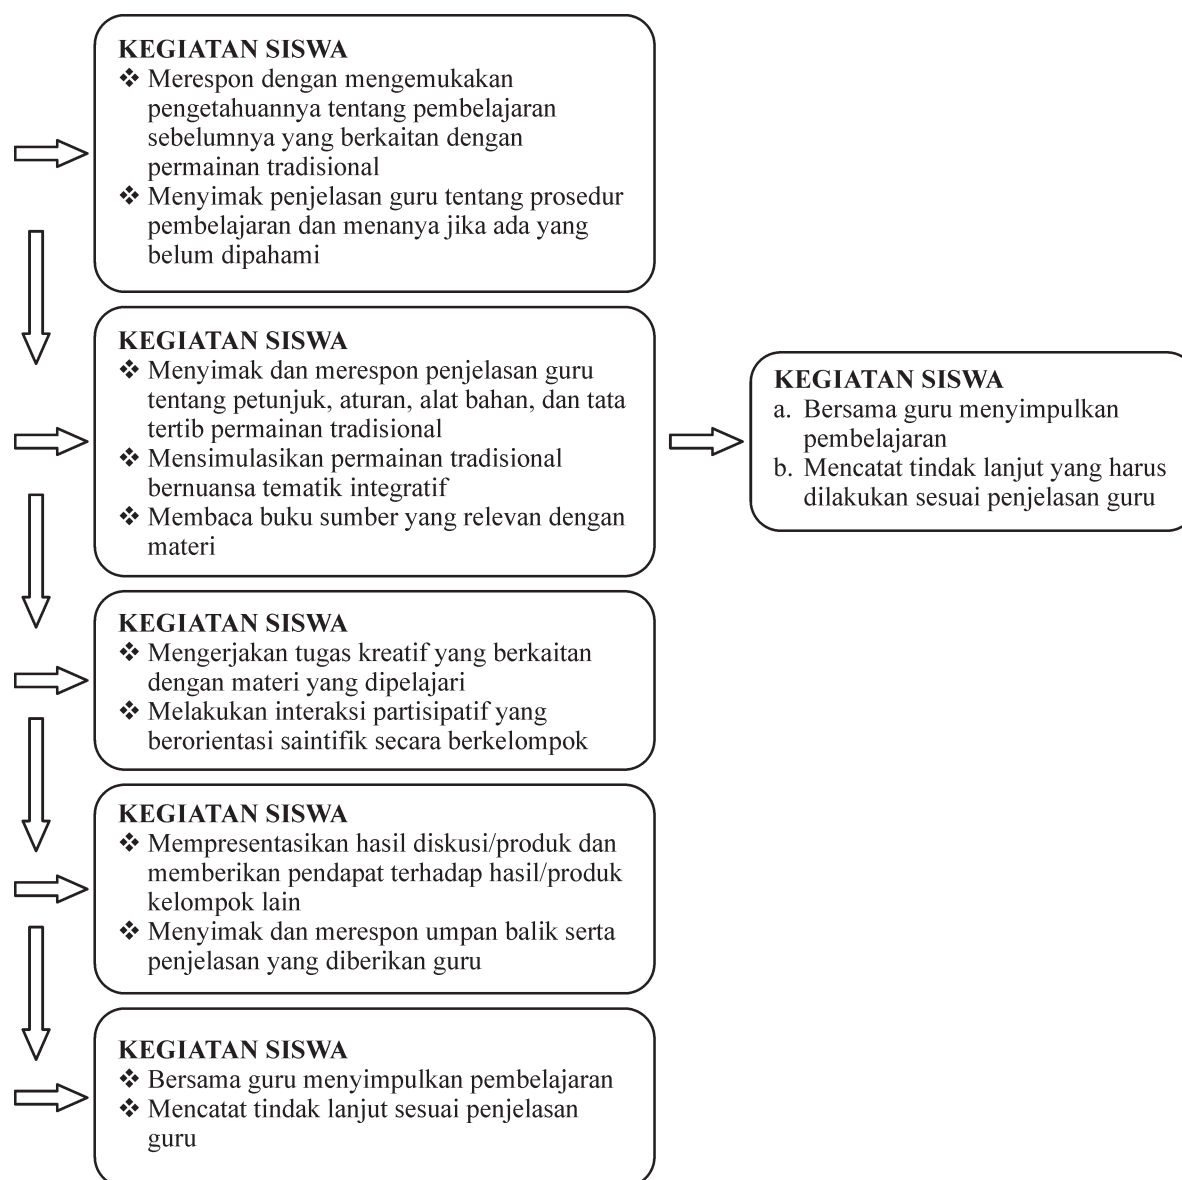 KEGIATAN SISWA
❖ Merespon dengan mengemukakan
pengetahuannya tentang pembelajaran
sebelumnya yang berkaitan dengan
permainan tradisional
❖ Menyimak penjelasan guru tentang prosedur
pembelajaran dan menanya jika ada yang
belum dipahami
KEGIATAN SISWA
❖ Menyimak dan merespon penjelasan guru
tentang petunjuk, aturan, alat bahan, dan tata
tertib permainan tradisional
❖ Mensimulasikan permainan tradisional
bernuansa tematik integratif
❖ Membaca buku sumber yang relevan dengan
materi
KEGIATAN SISWA
a. Bersama guru menyimpulkan
pembelajaran
b. Mencatat tindak lanjut yang harus
dilakukan sesuai penjelasan guru
KEGIATAN SISWA
❖ Mengerjakan tugas kreatif yang berkaitan
dengan materi yang dipelajari
❖ Melakukan interaksi partisipatif yang
berorientasi saintifik secara berkelompok
KEGIATAN SISWA
❖ Mempresentasikan hasil diskusi/produk dan
memberikan pendapat terhadap hasil/produk
kelompok lain
❖ Menyimak dan merespon umpan balik serta
penjelasan yang diberikan guru
KEGIATAN SISWA
❖ Bersama guru menyimpulkan pembelajaran
❖ Mencatat tindak lanjut sesuai penjelasan
guru